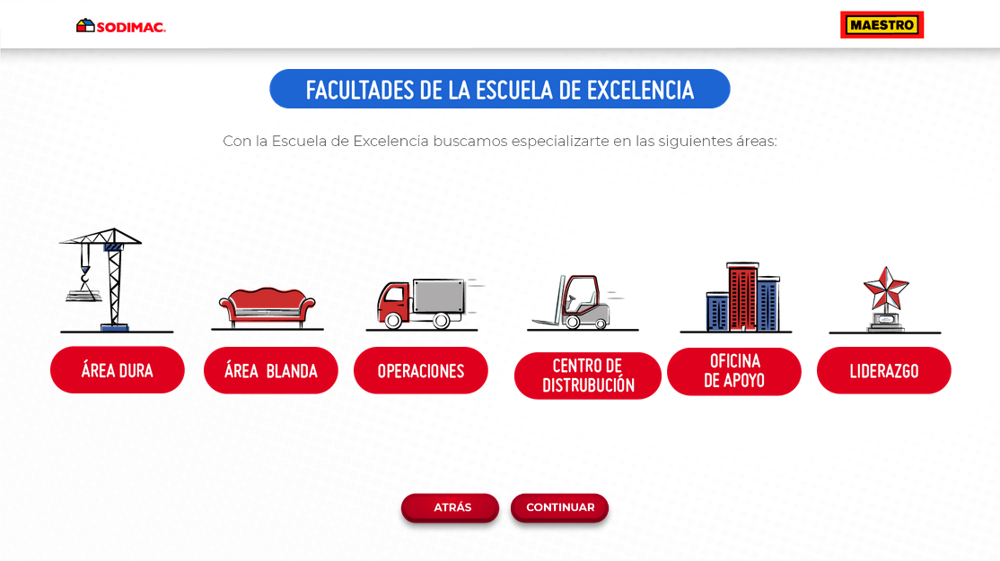 SODIMAC
MAESTRO
FACULTADES DE LA ESCUELA DE EXCELENCIA
Con la Escuela de Excelencia buscamos especializarte en las siguientes áreas:
ÁREA DURA
ÁREA BLANDA
OPERACIONES
CENTRO DE
DISTRUBUCIÓN
OFICINA
DE APOYO
LIDERAZGO
ATRÁS
CONTINUAR